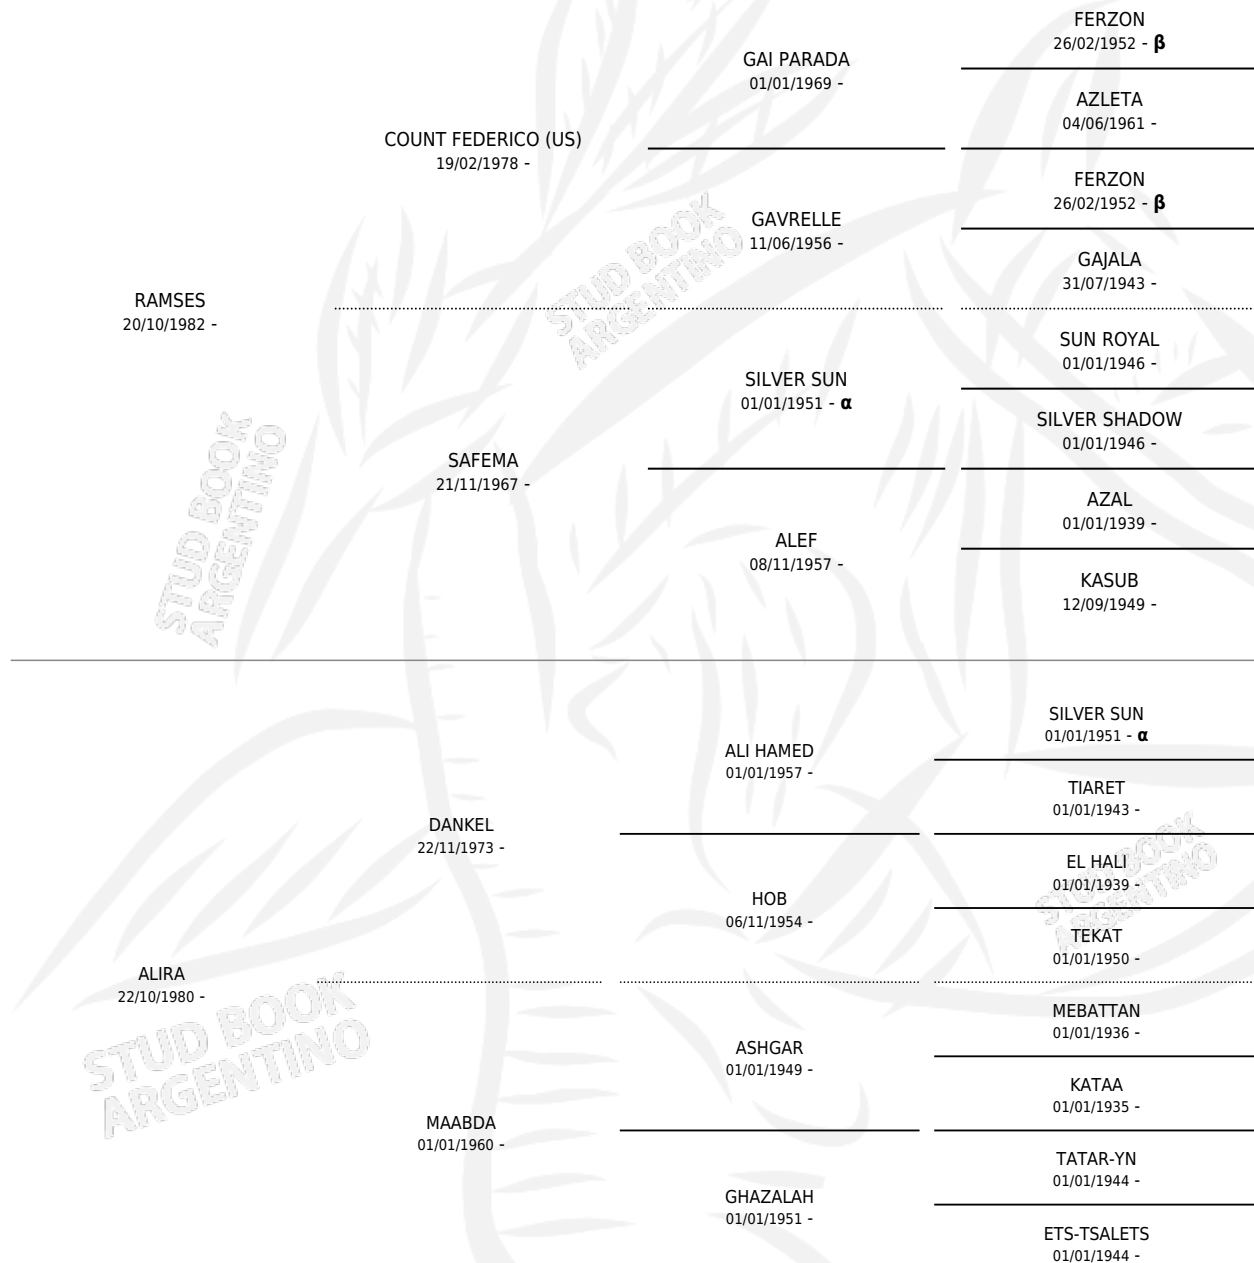 FERZON
26/02/1952 - β
GAI PARADA
01/01/1969 -
AZLETA
04/06/1961 -
COUNT FEDERICO (US)
19/02/1978 -
FERZON
26/02/1952 - β
GAVRELLE
11/06/1956 -
GAJALA
31/07/1943 -
RAMSES
20/10/1982 -
SUN ROYAL
01/01/1946 -
SILVER SUN
01/01/1951 - α
SILVER SHADOW
01/01/1946 -
SAFEMA
21/11/1967 -
AZAL
01/01/1939 -
ALEF
08/11/1957 -
KASUB
12/09/1949 -
SILVER SUN
01/01/1951 - α
ALI HAMED
01/01/1957 -
TIARET
01/01/1943 -
DANKEL
22/11/1973 -
EL HALI
01/01/1939 -
HOB
06/11/1954 -
TEKAT
01/01/1950 -
ALIRA
22/10/1980 -
MEBATTAN
01/01/1936 -
ASHGAR
01/01/1949 -
KATAA
01/01/1935 -
MAABDA
01/01/1960 -
TATAR-YN
01/01/1944 -
GHAZALAH
01/01/1951 -
ETS-TSALETS
01/01/1944 -
STUD BOOK
ARGENTINO
STUD BOOK
ARGENTINO
STUD BOOK
ARGENTINO
STUD BOOK
ARGENTINO